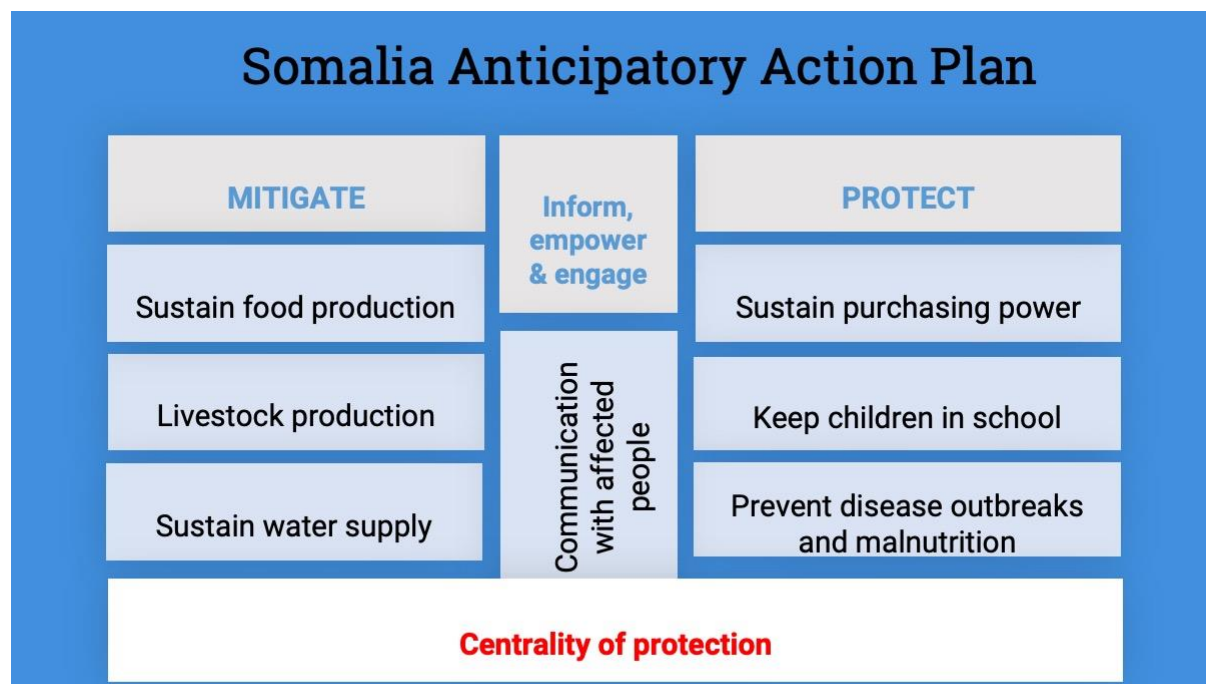 Somalia Anticipatory Action Plan
MITIGATE
Sustain food production
Livestock production
Sustain water supply
Inform,
empower
& engage
Communication
with affected
people
PROTECT
Sustain purchasing power
Keep children in school
Prevent disease outbreaks
and malnutrition
Centrality of protection